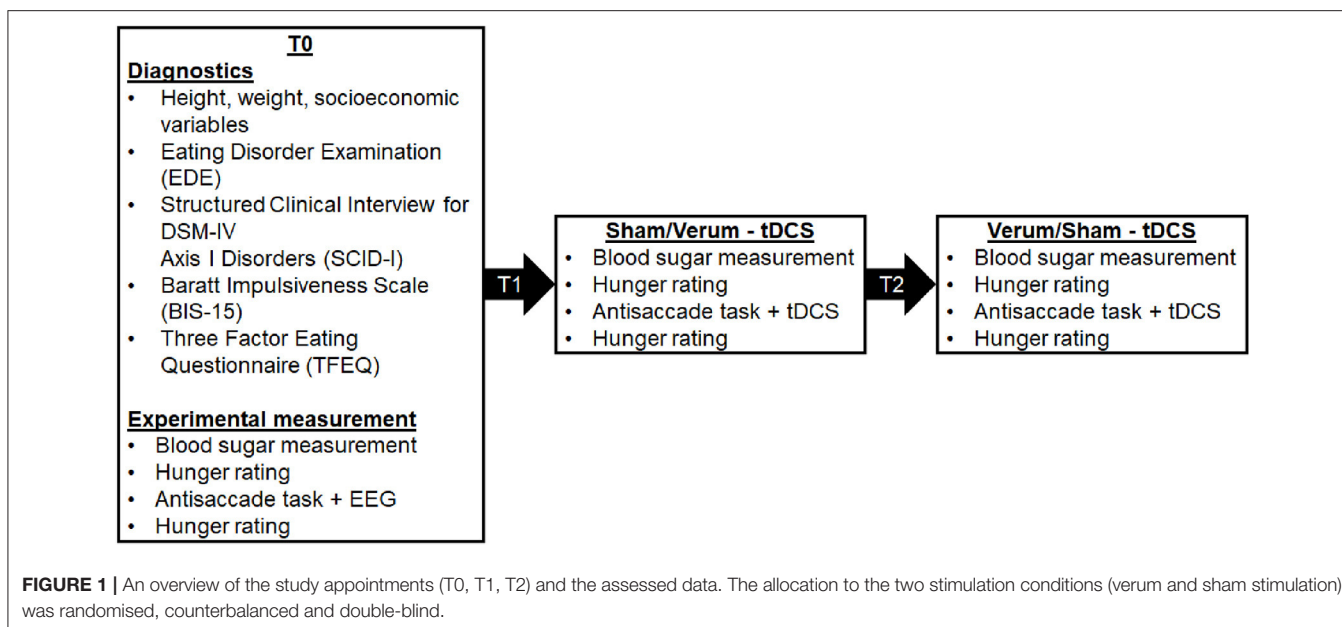 T0
Diagnostics
• Height, weight, socioeconomic
variables
• Eating Disorder Examination
(EDE)
• Structured Clinical Interview for
DSM-IV
Axis I Disorders (SCID-I)
• Baratt Impulsiveness Scale
(BIS-15)
• Three Factor Eating
Questionnaire (TFEQ)
Experimental measurement
• Blood sugar measurement
• Hunger rating
• Antisaccade task + EEG
• Hunger rating
T1
Sham/Verum - tDCS
• Blood sugar measurement
• Hunger rating
• Antisaccade task + tDCS
• Hunger rating
T2
Verum/Sham - tDCS
• Blood sugar measurement
• Hunger rating
• Antisaccade task + tDCS
• Hunger rating
FIGURE 1 | An overview of the study appointments (T0, T1, T2) and the assessed data. The allocation to the two stimulation conditions (verum and sham stimulation)
was randomised, counterbalanced and double-blind.